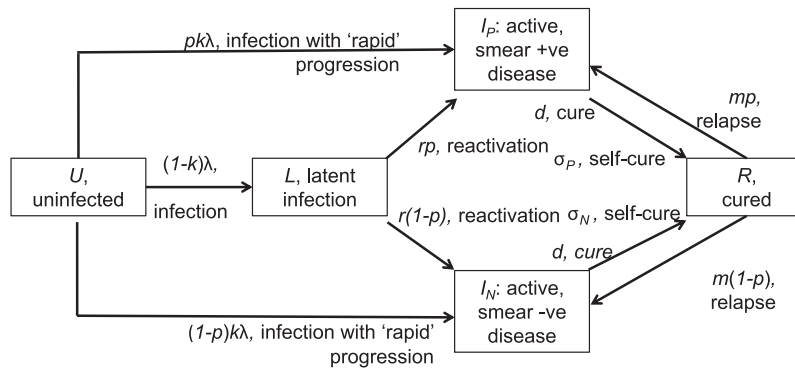 pkλ, infection with ‘rapid’
progression
I_P: active,
smear +ve
disease
d, cure
mp,
relapse
rp, reactivation
σ_P, self-cure
U,
uninfected
(1-k)λ,
infection
L, latent
infection
R,
cured
r(1-p), reactivation
σ_N, self-cure
d, cure
m(1-p),
relapse
I_N: active,
smear -ve
disease
(1-p)kλ, infection with ‘rapid’
progression